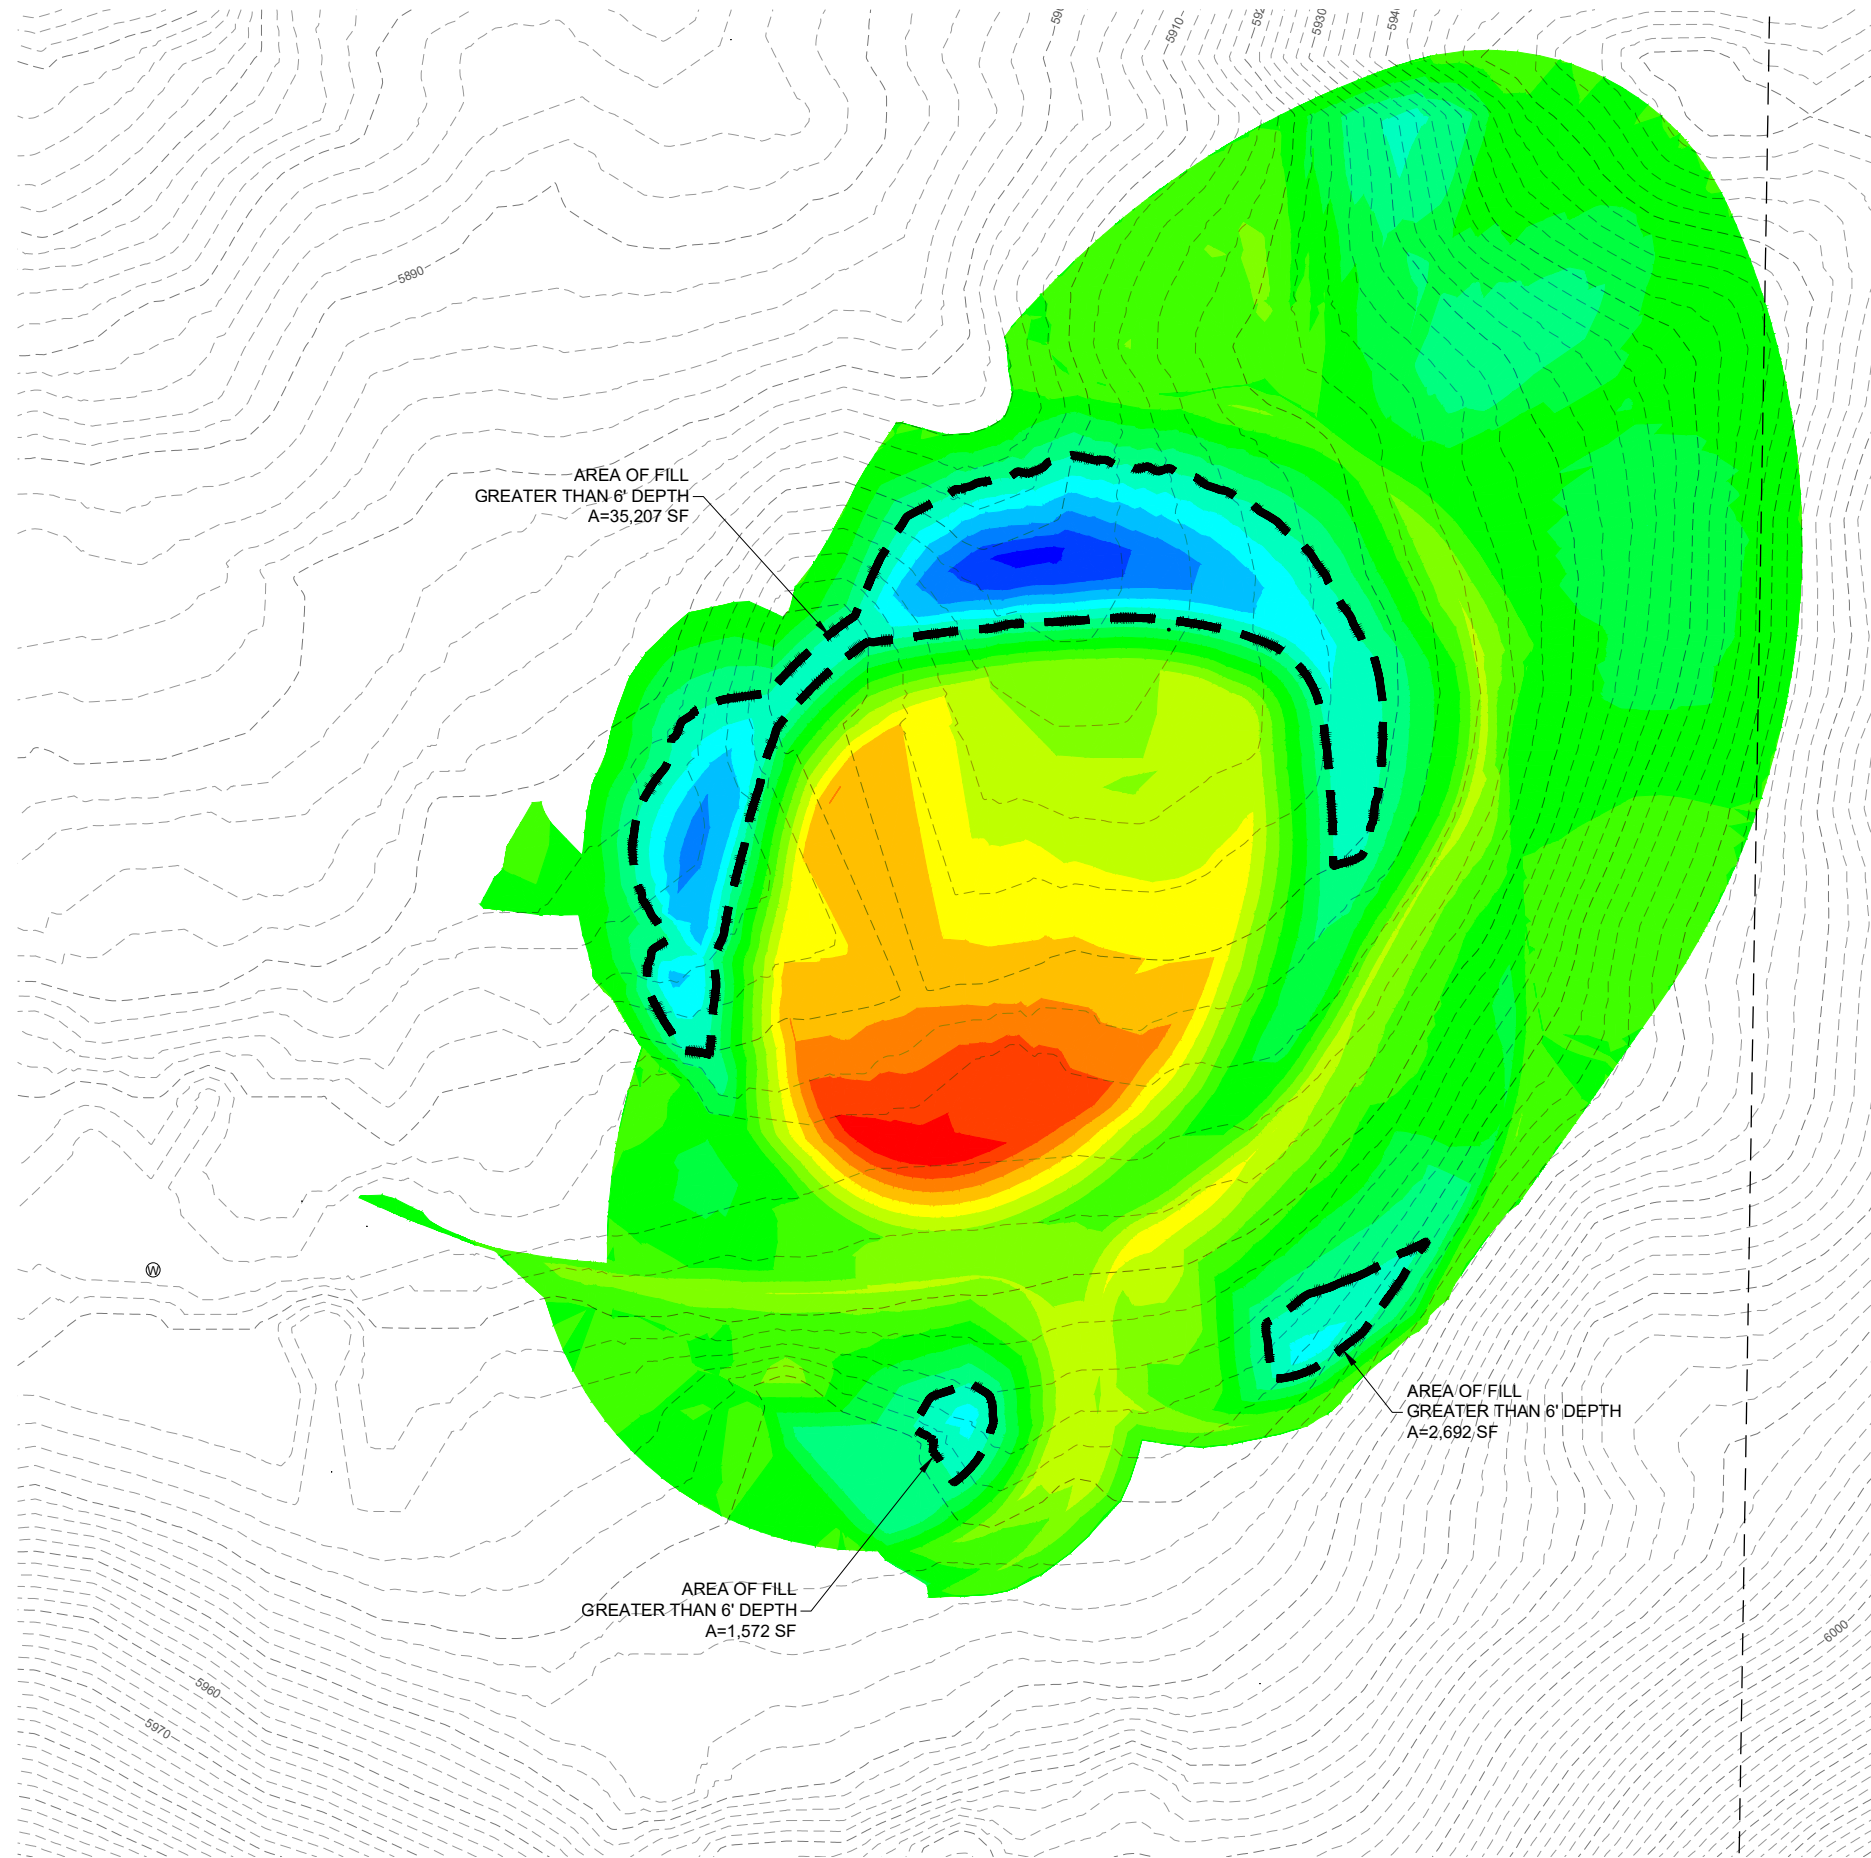 5910
5930
5890
AREA OF FILL
GREATER THAN 6' DEPTH
A=35,207 SF
W
AREA OF FILL
GREATER THAN 6' DEPTH
A=2,692 SF
AREA OF FILL
GREATER THAN 6' DEPTH
A=1,572 SF
6000
5960
5970